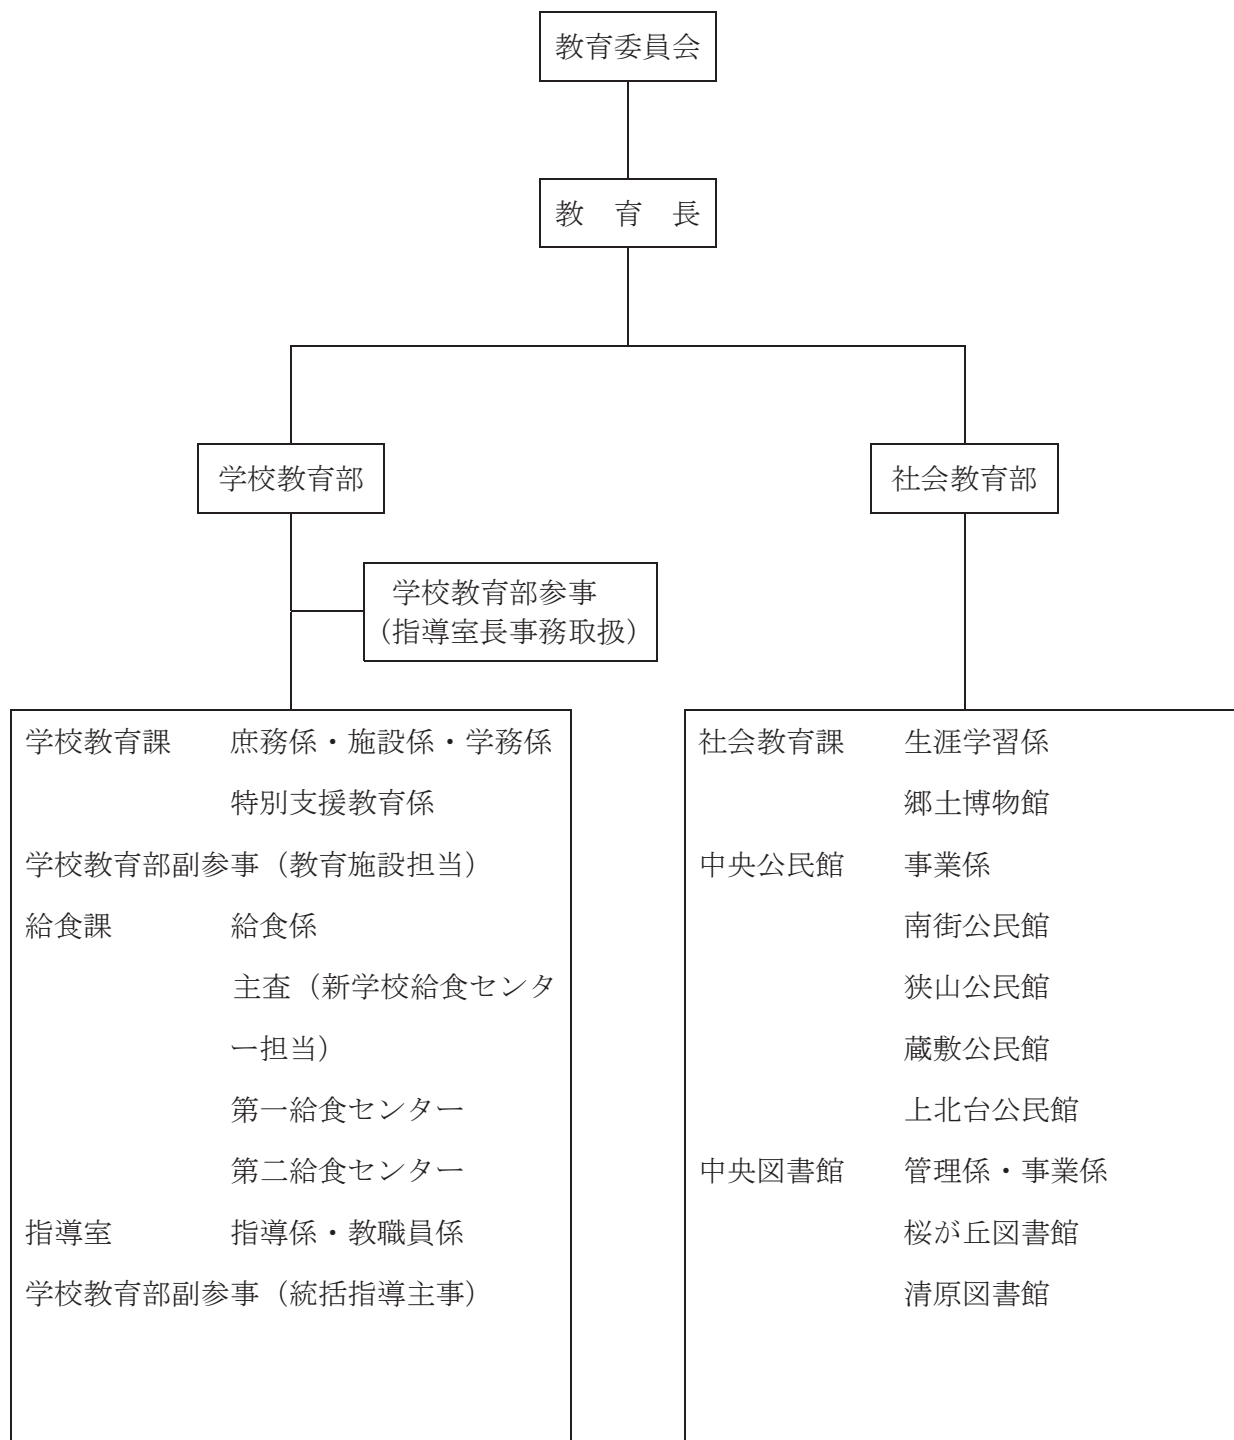 教育委員会
教　育　長
学校教育部
社会教育部
学校教育部参事
（指導室長事務取扱）
学校教育課　　庶務係・施設係・学務係
特別支援教育係
学校教育部副参事（教育施設担当）
給食課　　　　給食係
主査（新学校給食センタ
ー担当）
第一給食センター
第二給食センター
指導室　　　　指導係・教職員係
学校教育部副参事（統括指導主事）
社会教育課　　生涯学習係
郷土博物館
中央公民館　　事業係
南街公民館
狭山公民館
蔵敷公民館
上北台公民館
中央図書館　　管理係・事業係
桜が丘図書館
清原図書館